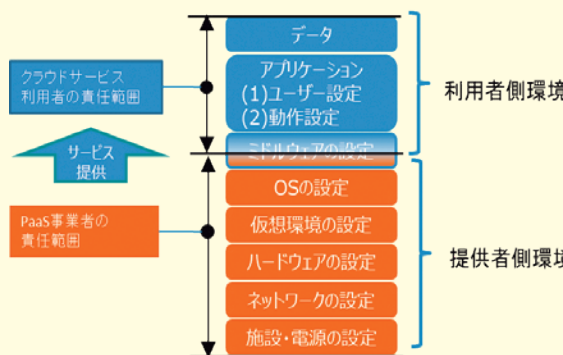 データ
クラウドサービス
利用者の責任範囲
アプリケーション
(1)ユーザー設定
(2)動作設定
利用者側環境
ミドルウェアの設定
サービス
提供
OSの設定
PaaS事業者の
責任範囲
仮想環境の設定
ハードウェアの設定
提供者側環境
ネットワークの設定
施設・電源の設定